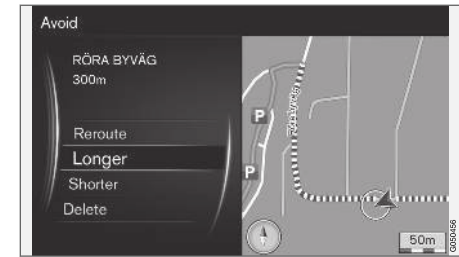 Avoid
RÖRA BYVÄG
300m
Reroute
Longer
Shorter
Delete
P
P
50m
G050456